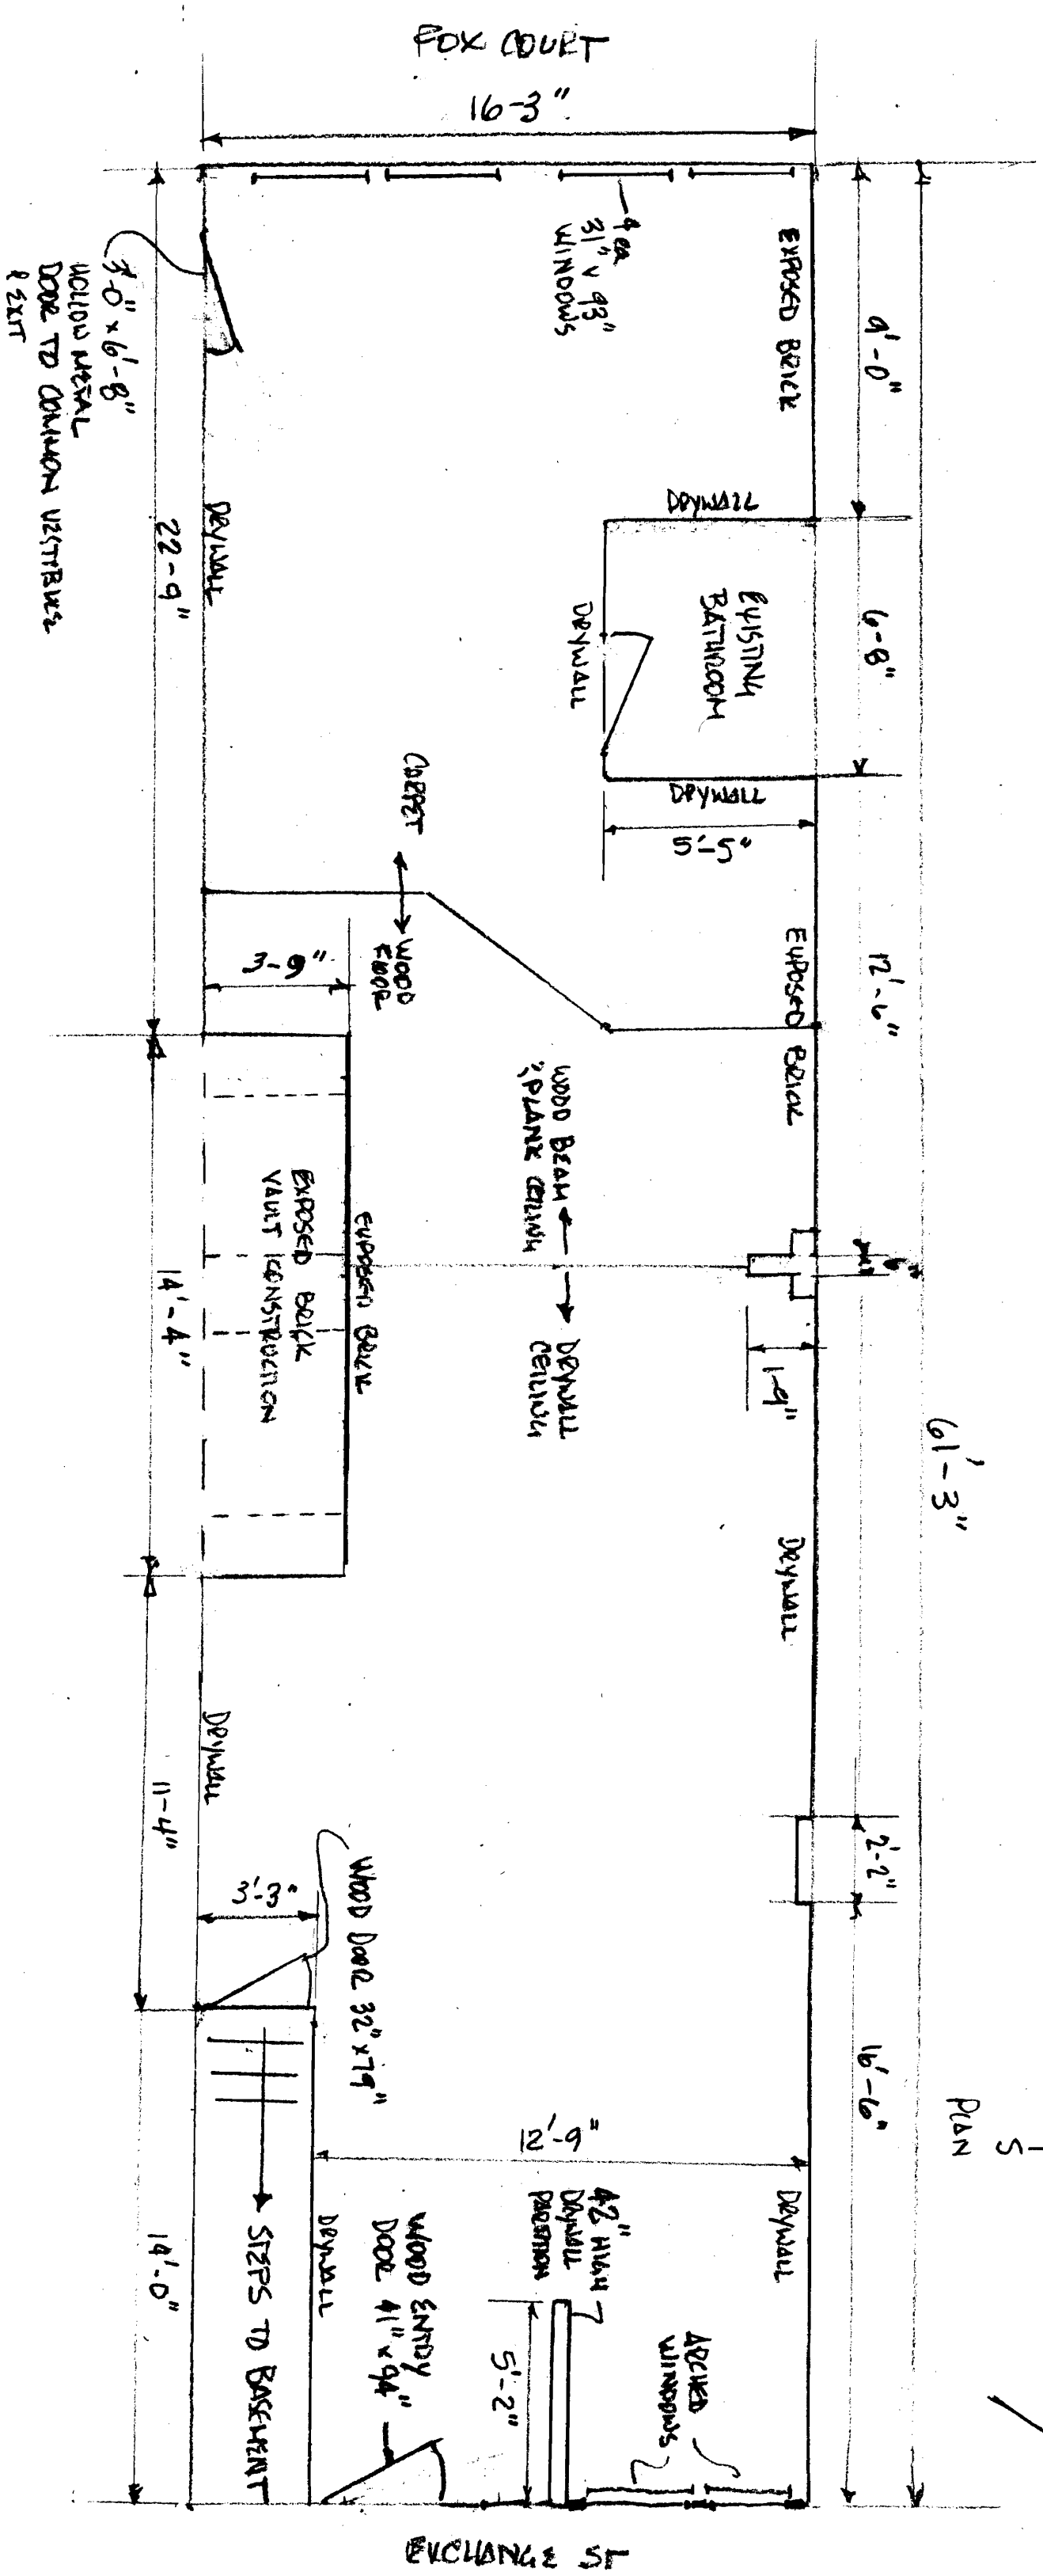 FOX COURT
16-3"
4 ea
31" x 93"
WINDOWS
EXPOSED BRICK
9'-0"
3'-0" x 6'-8"
HOLLOW METAL
DOOR TO COMMON VESTIBULE
& EXIT
DRYWALL
22-9"
DRYWALL
EXISTING
BATHROOM
DRYWALL
6-8"
DRYWALL
5'-5"
CARPET
WOOD
FLOOR
3-9"
EXPOSED BRICK
12'-6"
WOOD BEAM
& PLANK CEILING
DRYWALL
CEILING
6"
1-9"
61'-3"
EXPOSED BRICK
EXPOSED BRICK
VAULT CONSTRUCTION
14'-4"
DRYWALL
DRYWALL
11-4"
2'-2"
3'-3"
WOOD DOOR 32" x 79"
16'-6"
PLAN
12'-9"
DRYWALL
DRYWALL
42" HIGH
DRYWALL
PARTITION
5'-2"
WOOD ENTRY
DOOR 41" x 94"
ARCHED
WINDOWS
STEPS TO BASEMENT
14'-0"
EXCHANGE ST